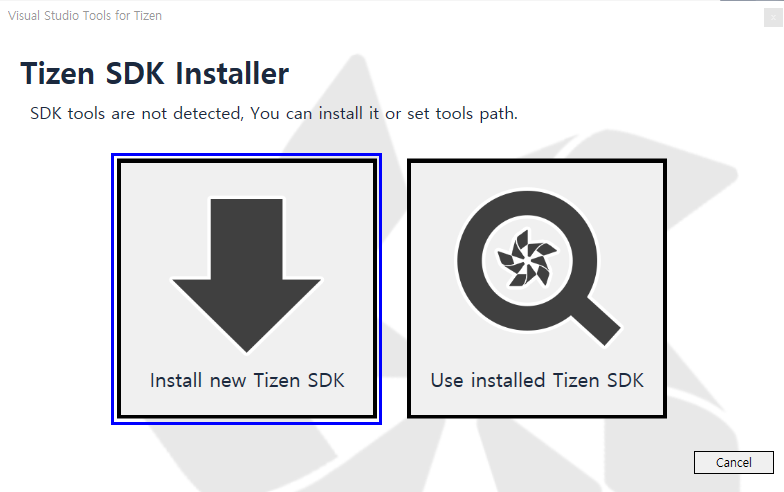 Visual Studio Tools for Tizen
x
Tizen SDK Installer
SDK tools are not detected, You can install it or set tools path.
Install new Tizen SDK
Use installed Tizen SDK
Cancel